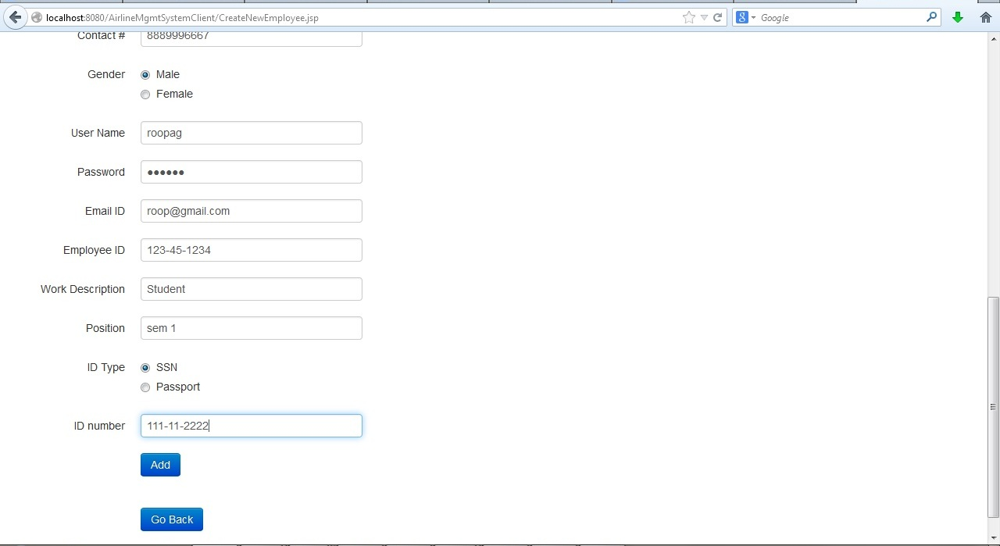 localhost:8080/AirlineMgmtSystemClient/CreateNewEmployee.jsp
8 Google
Contact # 8889996667
Gender Male
Female
User Name roopag
Password ●●●●●●
Email ID roop@gmail.com
Employee ID 123-45-1234
Work Description Student
Position sem 1
ID Type SSN
Passport
ID number 111-11-2222
Add
Go Back